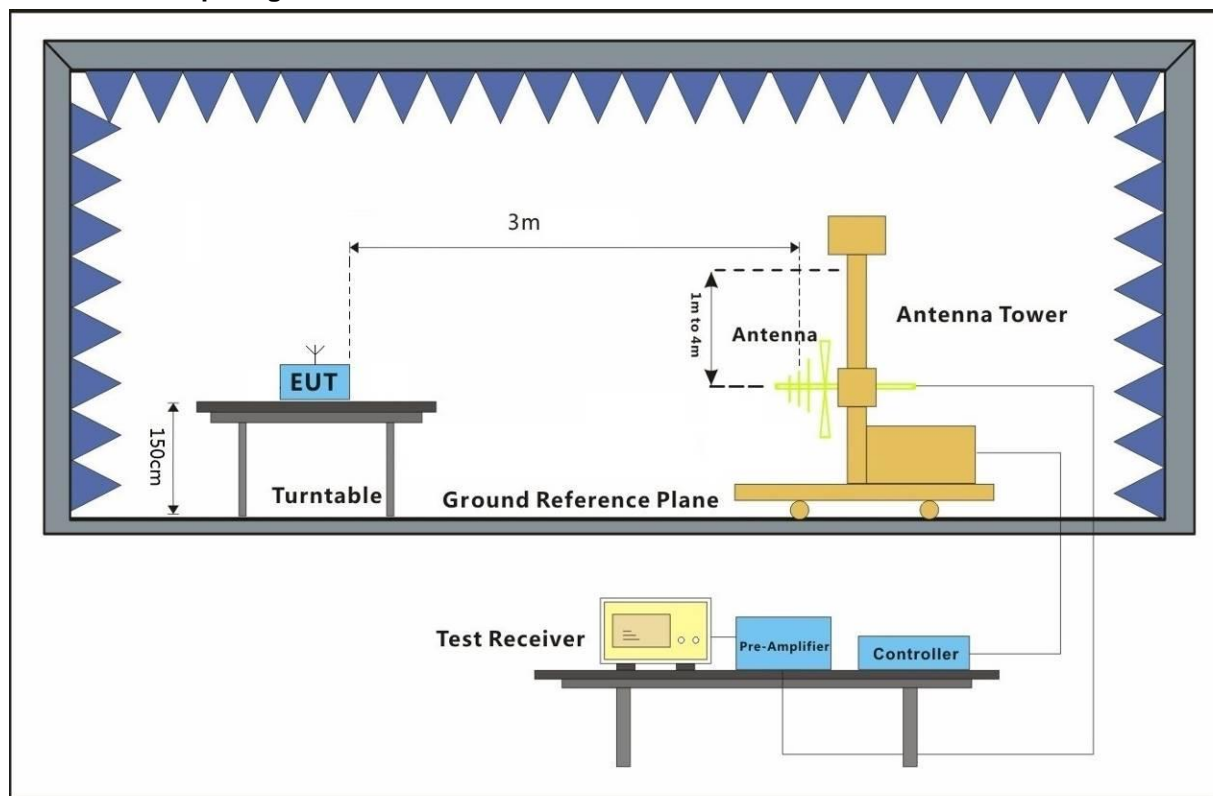 3m
1m to 4m
Antenna
Antenna Tower
EUT
150cm
Turntable
Ground Reference Plane
Test Receiver
Pre-Amplifier
Controller